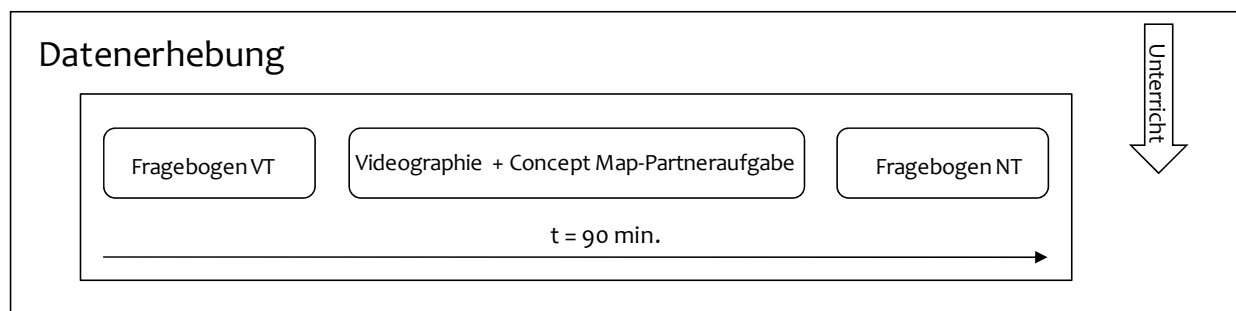 Datenerhebung
Unterricht
Fragebogen VT
Videographie + Concept Map-Partneraufgabe
Fragebogen NT
t = 90 min.